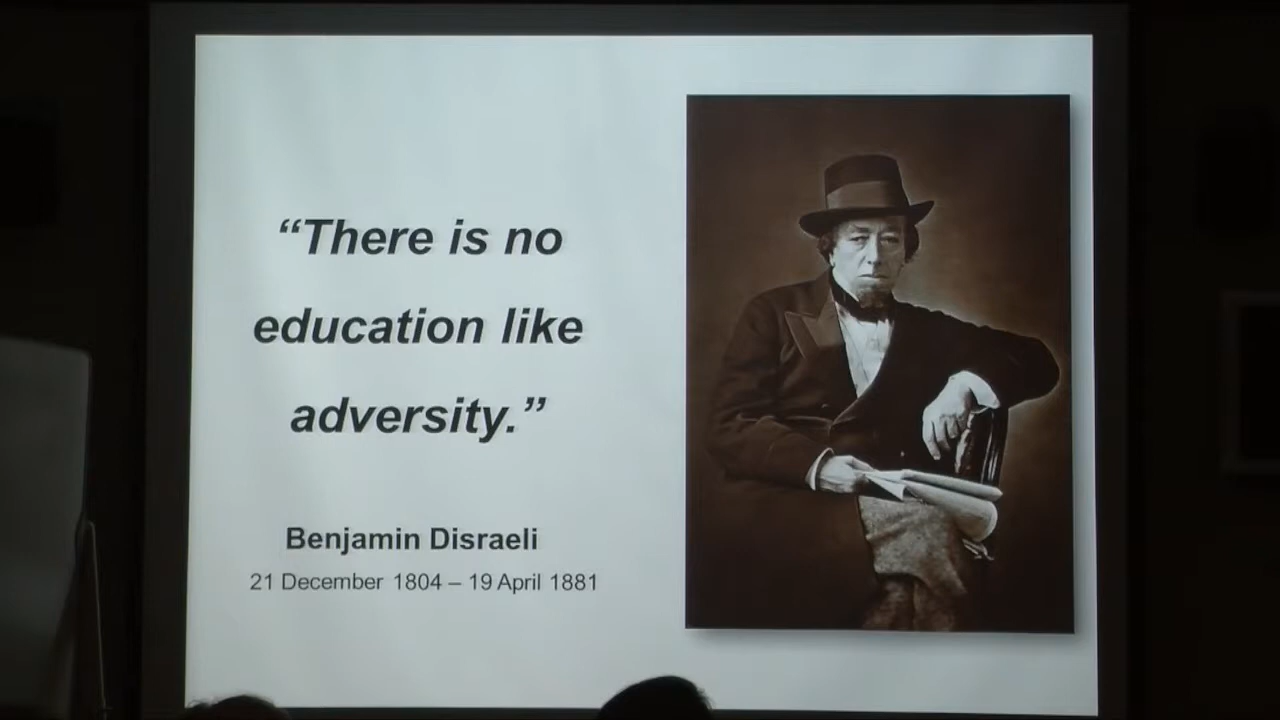 “There is no
education like
adversity.”
Benjamin Disraeli
21 December 1804 – 19 April 1881